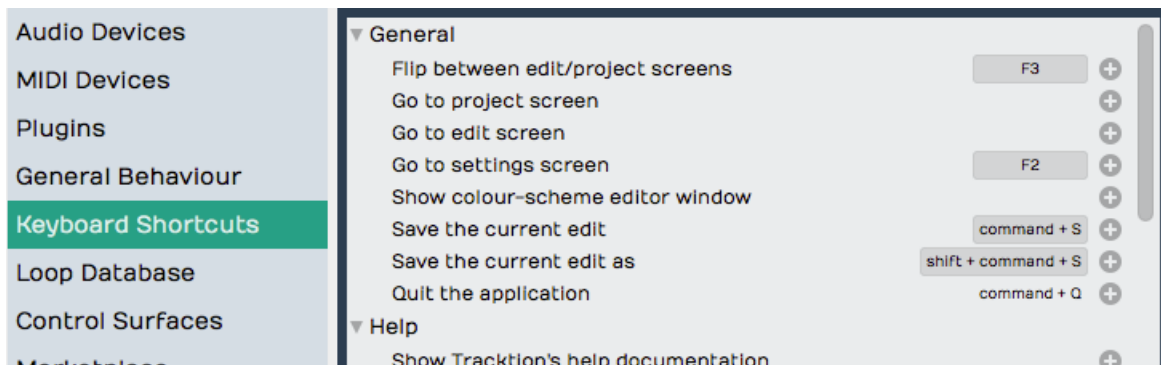 Audio Devices
MIDI Devices
Plugins
General Behaviour
Keyboard Shortcuts
Loop Database
Control Surfaces
Marketplace
General
Flip between edit/project screens F3
Go to project screen
Go to edit screen
Go to settings screen F2
Show colour-scheme editor window
Save the current edit command + S
Save the current edit as shift + command + S
Quit the application command + Q
Help
Show Tracktion's help documentation